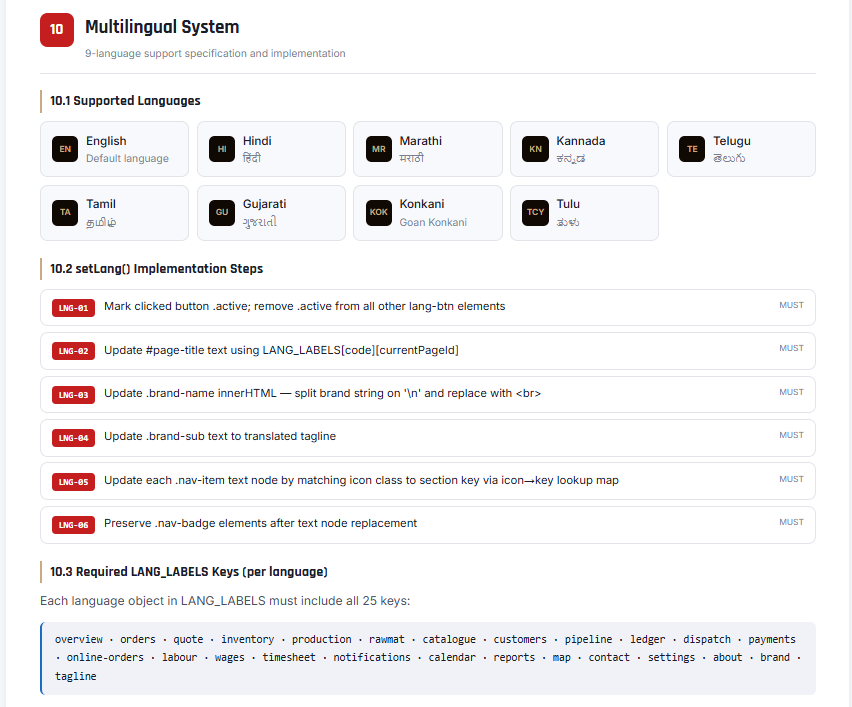 10
Multilingual System
9-language support specification and implementation
10.1 Supported Languages
EN English
Default language
HI Hindi
हिंदी
MR Marathi
मराठी
KN Kannada
ಕನ್ನಡ
TE Telugu
తెలుగు
TA Tamil
தமிழ்
GU Gujarati
ગુજરાતી
KOK Konkani
Goan Konkani
TCY Tulu
ತುಳು
10.2 setLang() Implementation Steps
LNG-01 Mark clicked button .active; remove .active from all other lang-btn elements MUST
LNG-02 Update #page-title text using LANG_LABELS[code][currentPageId] MUST
LNG-03 Update .brand-name innerHTML — split brand string on '\n' and replace with <br> MUST
LNG-04 Update .brand-sub text to translated tagline MUST
LNG-05 Update each .nav-item text node by matching icon class to section key via icon→key lookup map MUST
LNG-06 Preserve .nav-badge elements after text node replacement MUST
10.3 Required LANG_LABELS Keys (per language)
Each language object in LANG_LABELS must include all 25 keys:
overview · orders · quote · inventory · production · rawmat · catalogue · customers · pipeline · ledger · dispatch · payments
· online-orders · labour · wages · timesheet · notifications · calendar · reports · map · contact · settings · about · brand ·
tagline